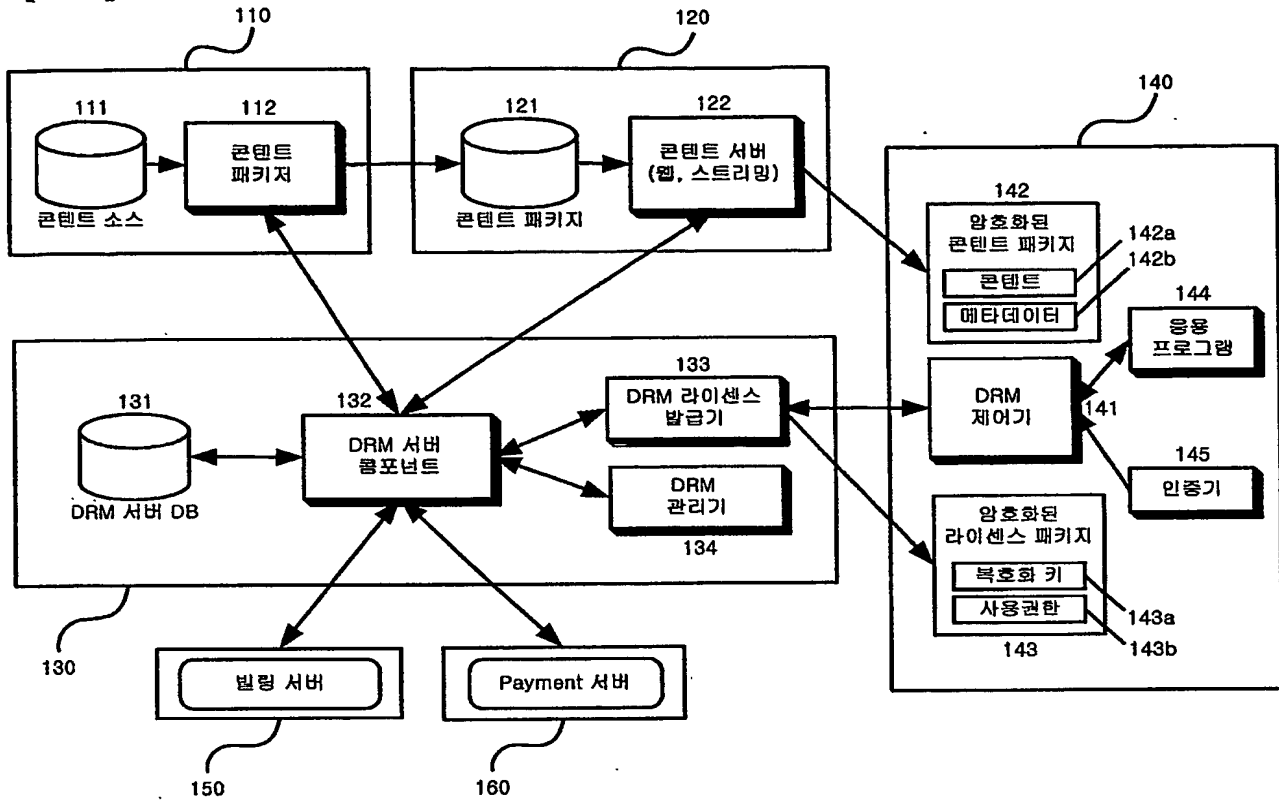 110
120
111
112
콘텐트
패키저
콘텐트 소스
121
122
콘텐트 서버
(웹, 스트리밍)
콘텐트 패키지
140
142
암호화된
콘텐트 패키지
콘텐트
메타데이터
142a
142b
144
응용
프로그램
DRM
제어기
141
145
인증기
암호화된
라이센스 패키지
복호화 키
사용권한
143a
143b
143
131
DRM 서버 DB
132
DRM 서버
콤포넌트
133
DRM 라이센스
발급기
DRM
관리기
134
130
빌링 서버
150
Payment 서버
160